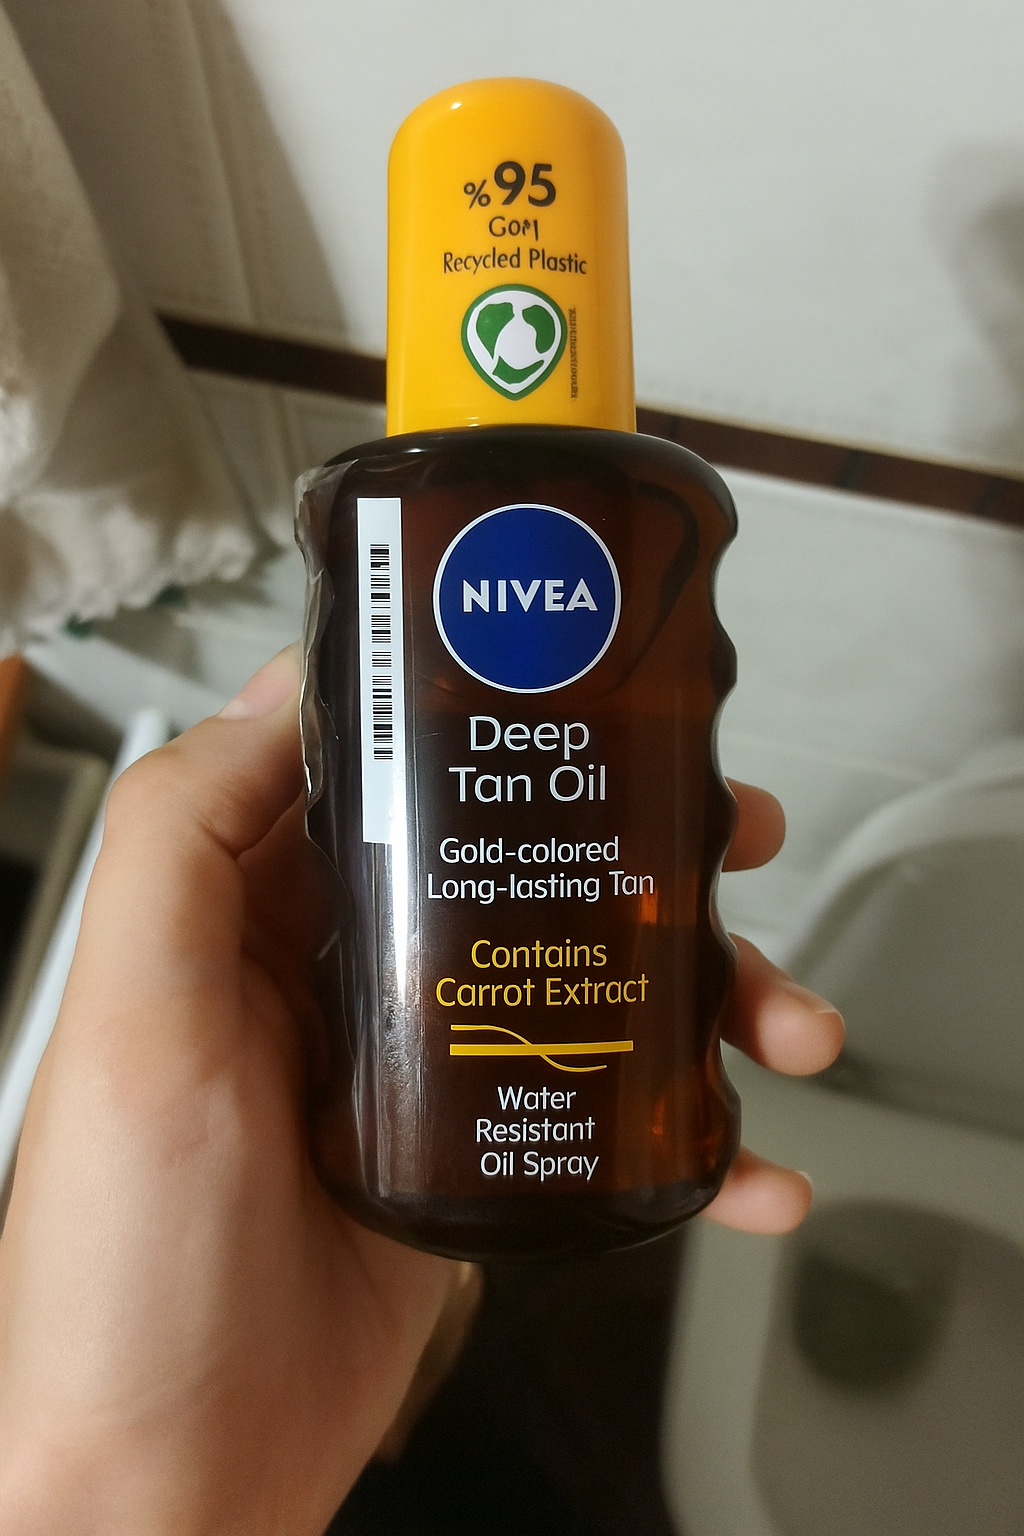 %95
Recycled Plastic
NIVEA
Deep
Tan Oil
Gold-colored
Long-lasting Tan
Contains
Carrot Extract
Water
Resistant
Oil Spray